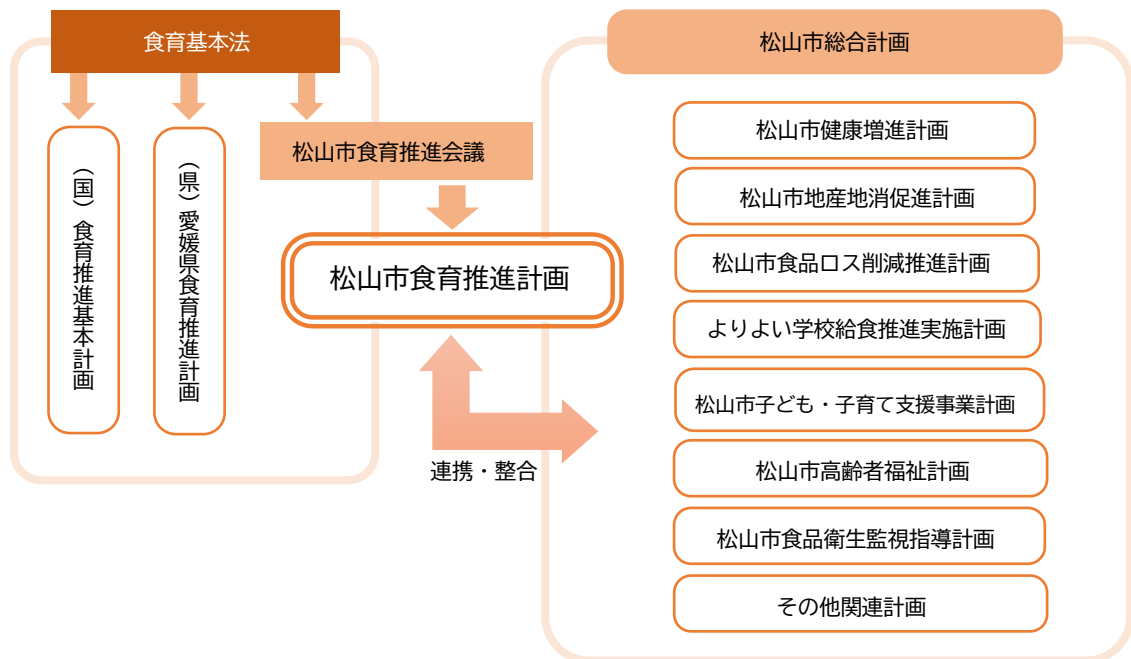 食育基本法
(国)食育推進基本計画
(県)愛媛県食育推進計画
松山市食育推進会議
松山市食育推進計画
連携・整合
松山市総合計画
松山市健康増進計画
松山市地産地消促進計画
松山市食品ロス削減推進計画
よりよい学校給食推進実施計画
松山市子ども・子育て支援事業計画
松山市高齢者福祉計画
松山市食品衛生監視指導計画
その他関連計画